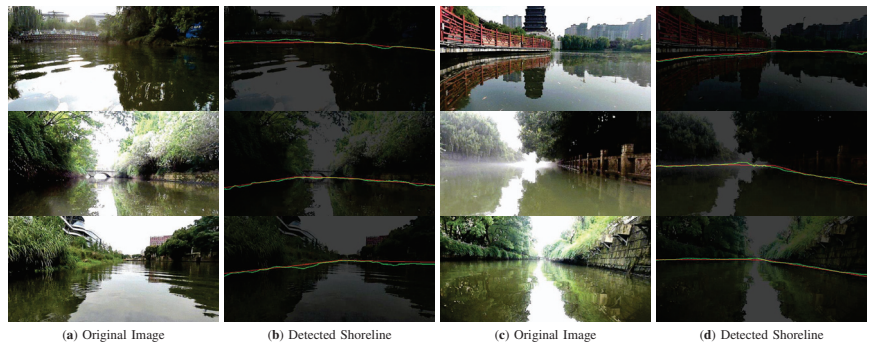 (a) Original Image
(b) Detected Shoreline
(c) Original Image
(d) Detected Shoreline